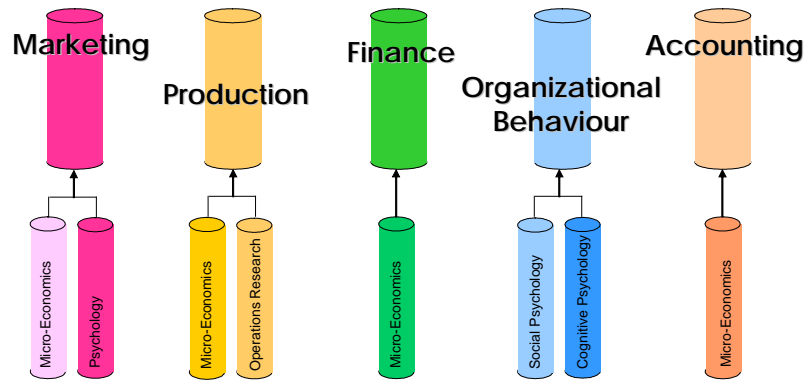 Marketing
Production
Finance
Organizational
Behaviour
Accounting
Micro-Economics
Psychology
Micro-Economics
Operations Research
Micro-Economics
Social Psychology
Cognitive Psychology
Micro-Economics